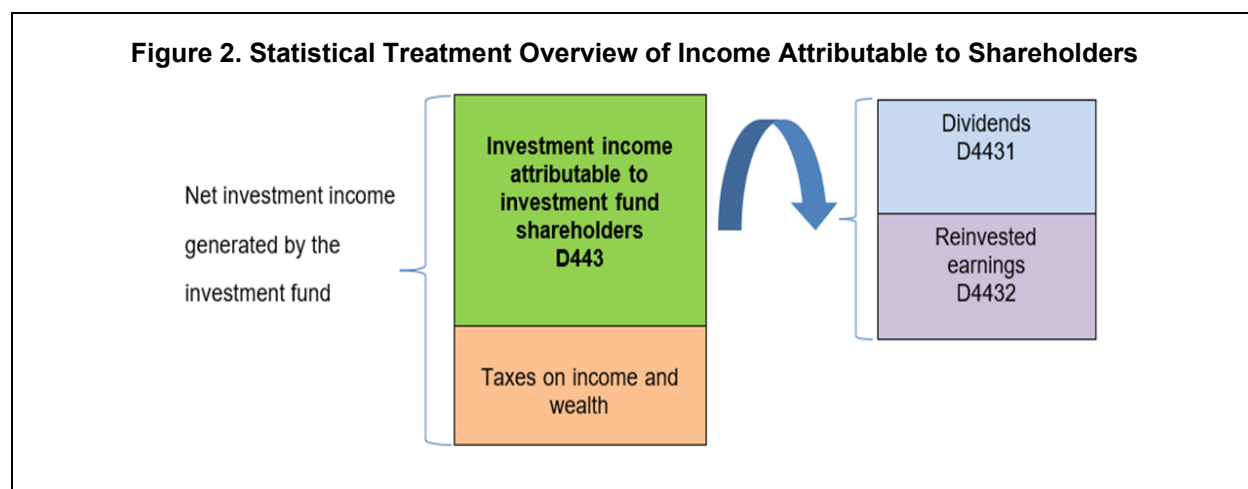 Figure 2. Statistical Treatment Overview of Income Attributable to Shareholders
Net investment income
generated by the
investment fund
Investment income
attributable to
investment fund
shareholders
D443
Taxes on income and
wealth
Dividends
D4431
Reinvested
earnings
D4432